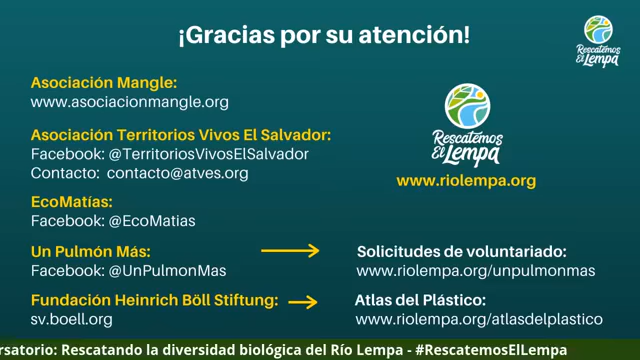 ¡Gracias por su atención!
Rescatemos
El Lempa
Asociación Mangle:
www.asociacionmangle.org
Asociación Territorios Vivos El Salvador:
Facebook: @TerritoriosVivosElSalvador
Contacto: contacto@atves.org
EcoMatías:
Facebook: @EcoMatias
Un Pulmón Más:
Facebook: @UnPulmonMas
Fundación Heinrich Böll Stiftung:
sv.boell.org
Rescatemos
El Lempa
www.riolempa.org
Solicitudes de voluntariado:
www.riolempa.org/unpulmonmas
Atlas del Plástico:
www.riolempa.org/atlasdelplastico
rsatorio: Rescatando la diversidad biológica del Río Lempa - #RescatemosElLempa